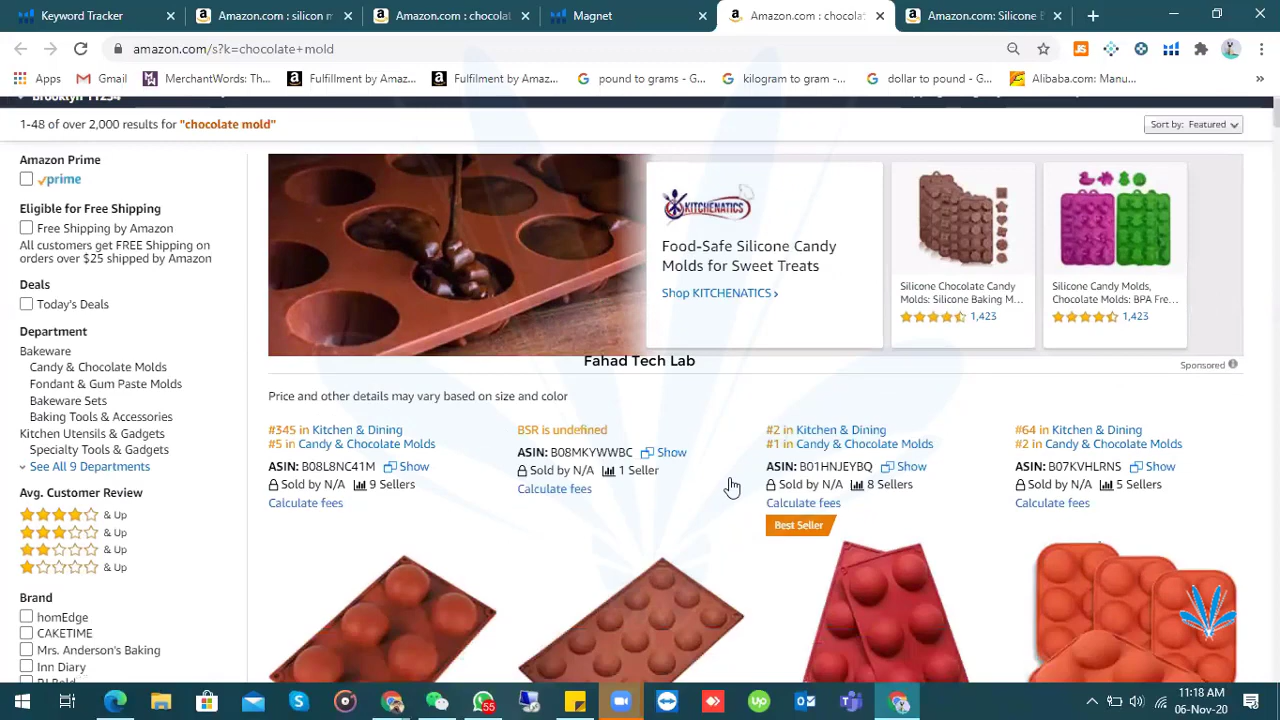 Keyword Tracker
Amazon.com : silicon m
Amazon.com : chocolat
Magnet
Amazon.com : chocola
Amazon.com: Silicone B
amazon.com/s?k=chocolate+mold
JS
Apps
Gmail
MerchantWords: Th...
Fulfillment by Amaz...
Fulfilment by Amaz...
pound to grams - G...
kilogram to gram -...
dollar to pound - G...
Alibaba.com: Manu...
»
Brooklyn 11234
1-48 of over 2,000 results for "chocolate mold"
Sort by: Featured
Amazon Prime
prime
Eligible for Free Shipping
Free Shipping by Amazon
All customers get FREE Shipping on
orders over $25 shipped by Amazon
Deals
Today's Deals
Department
Bakeware
Candy & Chocolate Molds
Fondant & Gum Paste Molds
Bakeware Sets
Baking Tools & Accessories
Kitchen Utensils & Gadgets
Specialty Tools & Gadgets
See All 9 Departments
Avg. Customer Review
& Up
& Up
& Up
& Up
Brand
homEdge
CAKETIME
Mrs. Anderson's Baking
Inn Diary
KITCHENATICS
Food-Safe Silicone Candy
Molds for Sweet Treats
Shop KITCHENATICS ›
Silicone Chocolate Candy
Molds: Silicone Baking M...
1,423
Silicone Candy Molds,
Chocolate Molds: BPA Fre...
1,423
Fahad Tech Lab
Sponsored
Price and other details may vary based on size and color
#345 in Kitchen & Dining
#5 in Candy & Chocolate Molds
ASIN: B08L8NC41M Show
Sold by N/A 9 Sellers
Calculate fees
BSR is undefined
ASIN: B08MKYWWBC Show
Sold by N/A 1 Seller
Calculate fees
#2 in Kitchen & Dining
#1 in Candy & Chocolate Molds
ASIN: B01HNJEYBQ Show
Sold by N/A 8 Sellers
Calculate fees
Best Seller
#64 in Kitchen & Dining
#2 in Candy & Chocolate Molds
ASIN: B07KVHLRNS Show
Sold by N/A 5 Sellers
Calculate fees
55
Up
11:18 AM
06-Nov-20